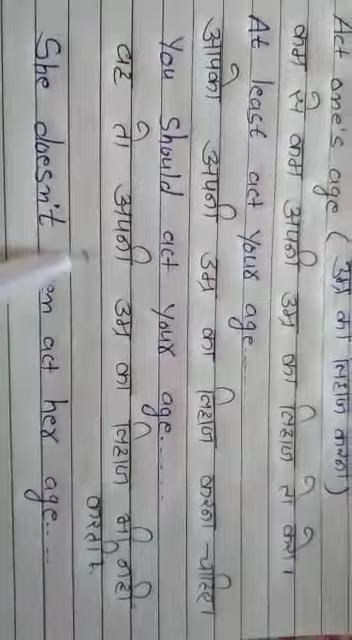 Act one's age (उम्र का लिहाज करना)
कम से कम अपनी उम्र का लिहाज तो करो।
At least act your age....
आपको अपनी उम्र का लिहाज करना चाहिए।
You should act your age.....
वह तो अपनी उम्र का लिहाज भी नहीं
करता है
She doesn't act her age....